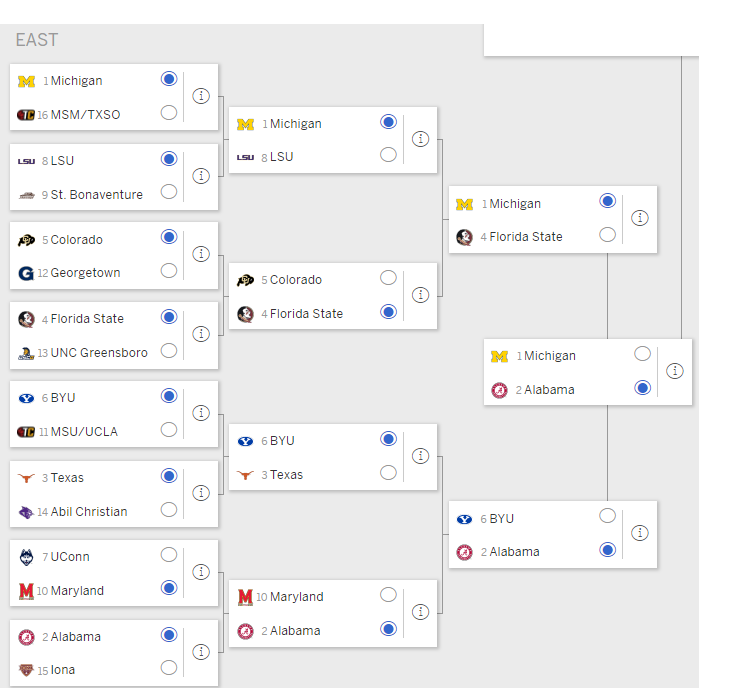 EAST
1 Michigan
16 MSM/TXSO
LSU 8 LSU
9 St. Bonaventure
5 Colorado
12 Georgetown
4 Florida State
13 UNC Greensboro
6 BYU
11 MSU/UCLA
3 Texas
14 Abil Christian
7 UConn
10 Maryland
2 Alabama
15 Iona
1 Michigan
LSU 8 LSU
5 Colorado
4 Florida State
6 BYU
3 Texas
10 Maryland
2 Alabama
1 Michigan
4 Florida State
6 BYU
2 Alabama
1 Michigan
2 Alabama